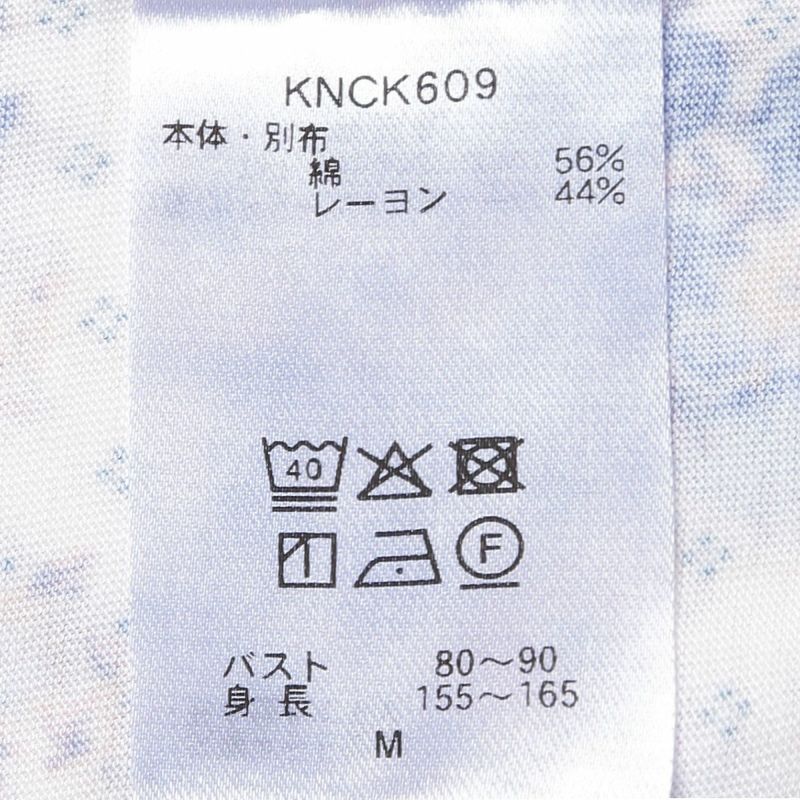 KNCK609
本体・別布
綿 56%
レーヨン 44%
40
F
バスト 80～90
身長 155～165
M